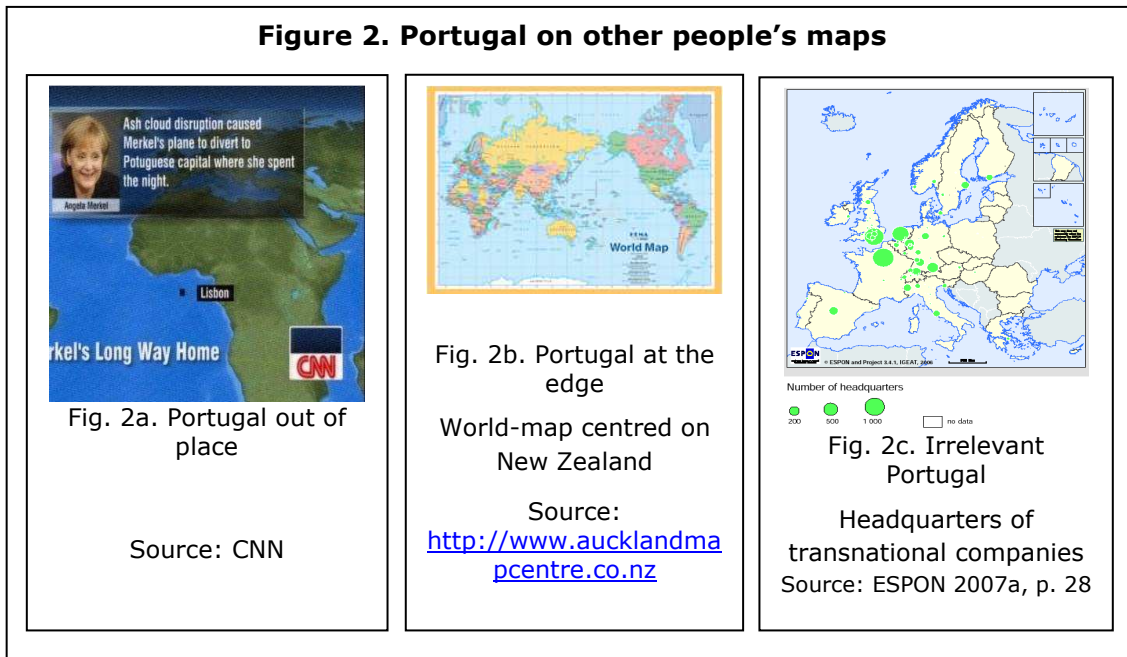 Figure 2. Portugal on other people's maps
Ash cloud disruption caused
Merkel's plane to divert to
Potuguese capital where she spent
the night.
Angela Merkel
Lisbon
rkel's Long Way Home
CNN
Fig. 2a. Portugal out of
place
Source: CNN
World Map
Fig. 2b. Portugal at the
edge
World-map centred on
New Zealand
Source:
http://www.aucklandma
pcentre.co.nz
ESPON
© ESPON and Project 3.4.1, IGEAT, 2006
Number of headquarters
200
500
1 000
no data
Fig. 2c. Irrelevant
Portugal
Headquarters of
transnational companies
Source: ESPON 2007a, p. 28